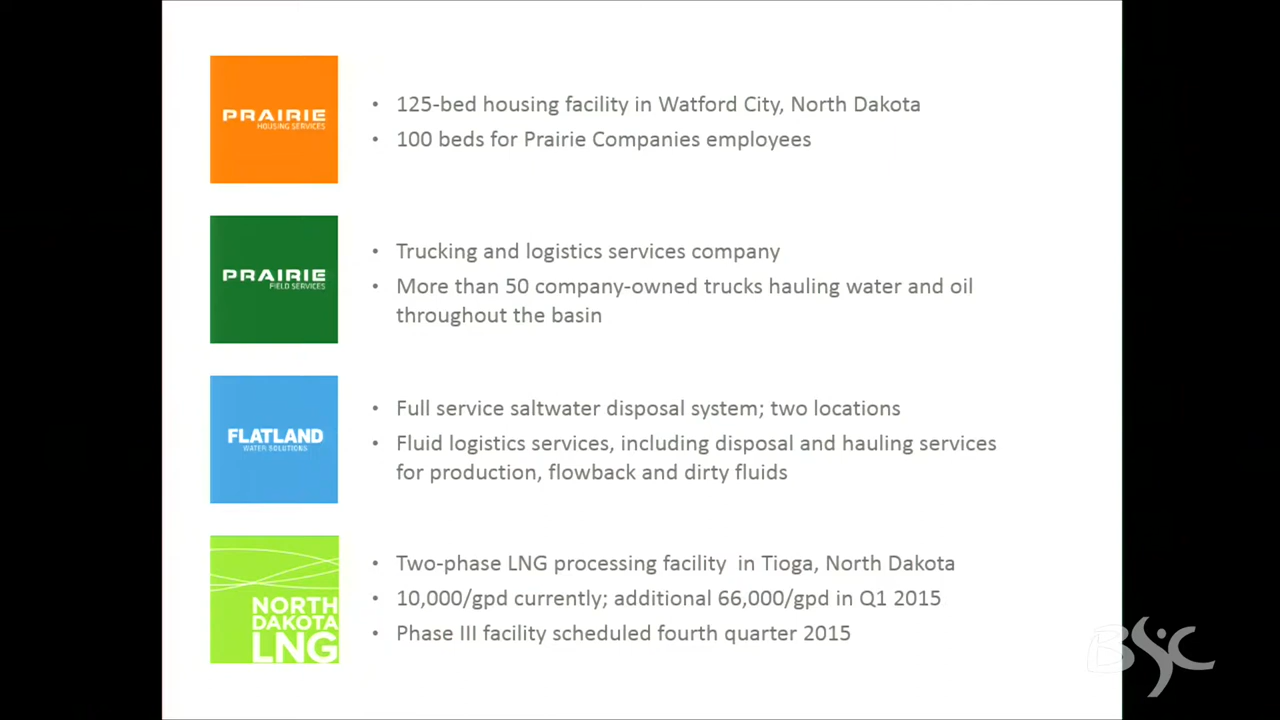 PRAIRIE
HOUSING SERVICES
• 125-bed housing facility in Watford City, North Dakota
• 100 beds for Prairie Companies employees
PRAIRIE
FIELD SERVICES
• Trucking and logistics services company
• More than 50 company-owned trucks hauling water and oil
throughout the basin
FLATLAND
WATER SOLUTIONS
• Full service saltwater disposal system; two locations
• Fluid logistics services, including disposal and hauling services
for production, flowback and dirty fluids
NORTH
DAKOTA
LNG
• Two-phase LNG processing facility in Tioga, North Dakota
• 10,000/gpd currently; additional 66,000/gpd in Q1 2015
• Phase III facility scheduled fourth quarter 2015
BSC